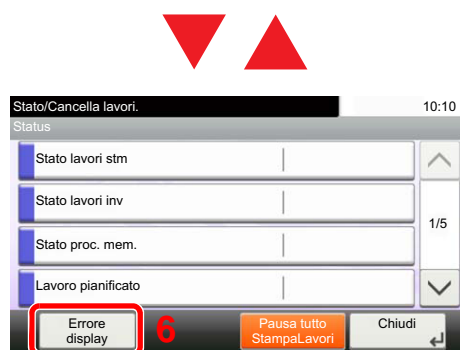 Stato/Cancella lavori.
10:10
Status
Stato lavori stm
Stato lavori inv
1/5
Stato proc. mem.
Lavoro pianificato
Errore
display
6
Pausa tutto
StampaLavori
Chiudi